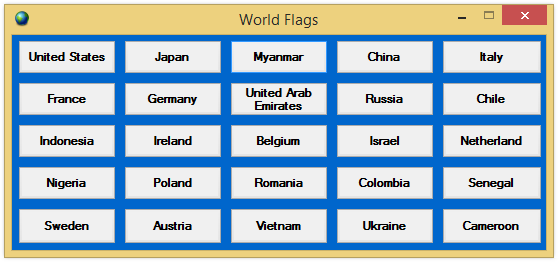 World Flags
United States
Japan
Myanmar
China
Italy
France
Germany
United Arab
Emirates
Russia
Chile
Indonesia
Ireland
Belgium
Israel
Netherland
Nigeria
Poland
Romania
Colombia
Senegal
Sweden
Austria
Vietnam
Ukraine
Cameroon